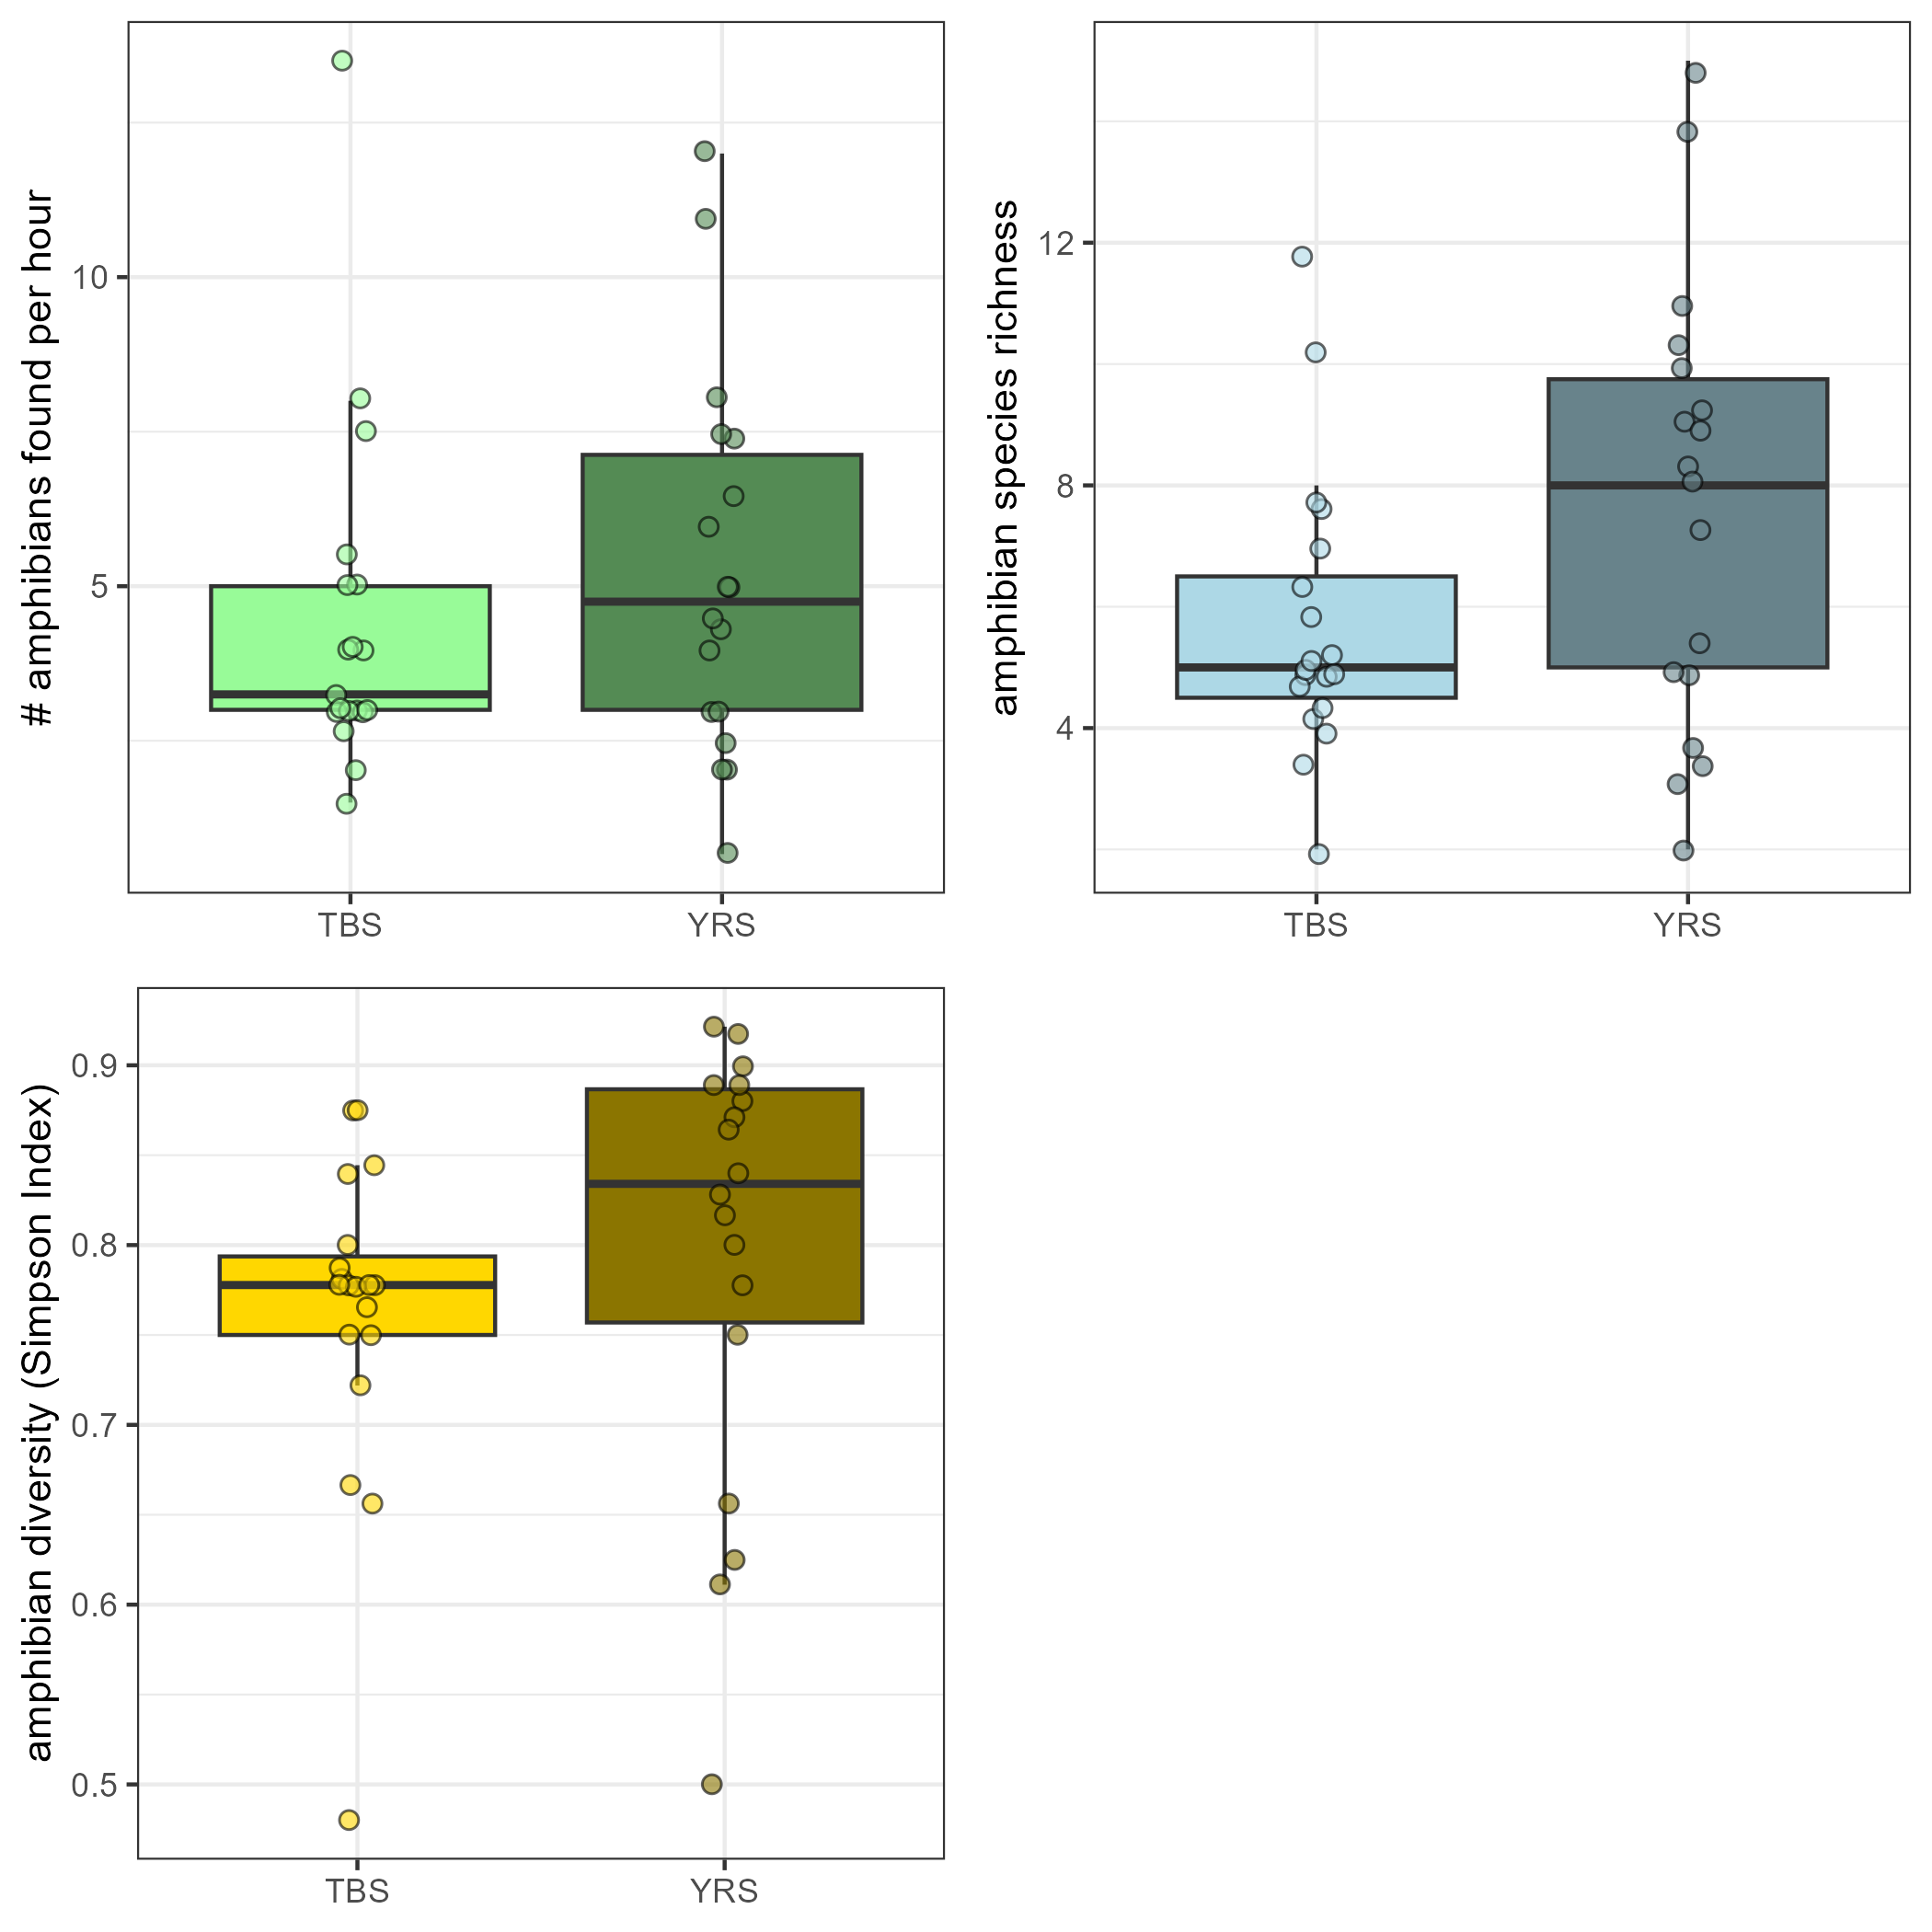 # amphibians found per hour
10
5
TBS YRS
amphibian species richness
12
8
4
TBS YRS
amphibian diversity (Simpson Index)
0.9
0.8
0.7
0.6
0.5
TBS YRS